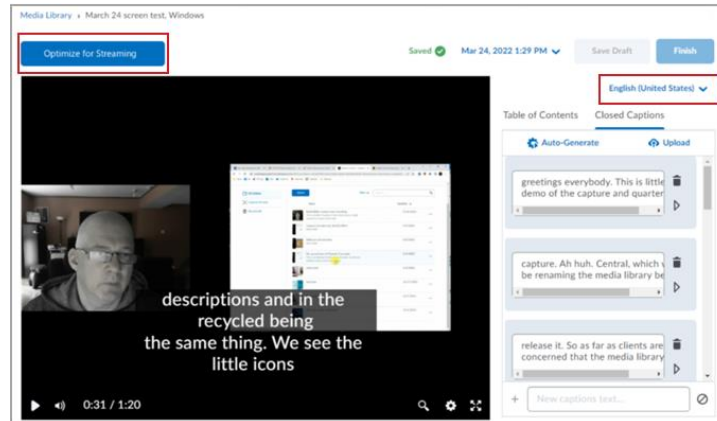 Media Library › March 24 screen test, Windows
Optimize for Streaming
Saved
Mar 24, 2022 1:29 PM
Save Draft
Finish
English (United States)
Table of Contents
Closed Captions
Auto-Generate
Upload
greetings everybody. This is little
demo of the capture and quarter
capture. Ah huh. Central, which
be renaming the media library be
release it. So as far as clients are
concerned that the media library
descriptions and in the
recycled being
the same thing. We see the
little icons
0:31 / 1:20
New captions text...